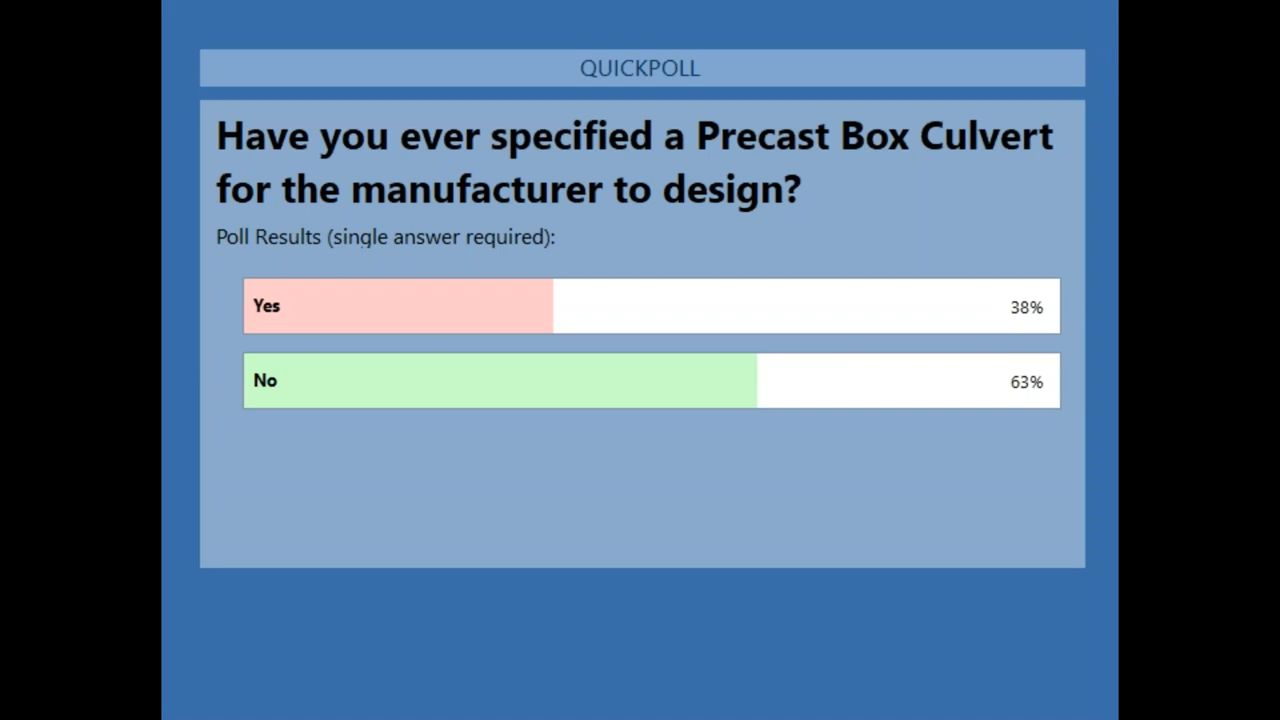 QUICKPOLL
Have you ever specified a Precast Box Culvert
for the manufacturer to design?
Poll Results (single answer required):
Yes 38%
No 63%